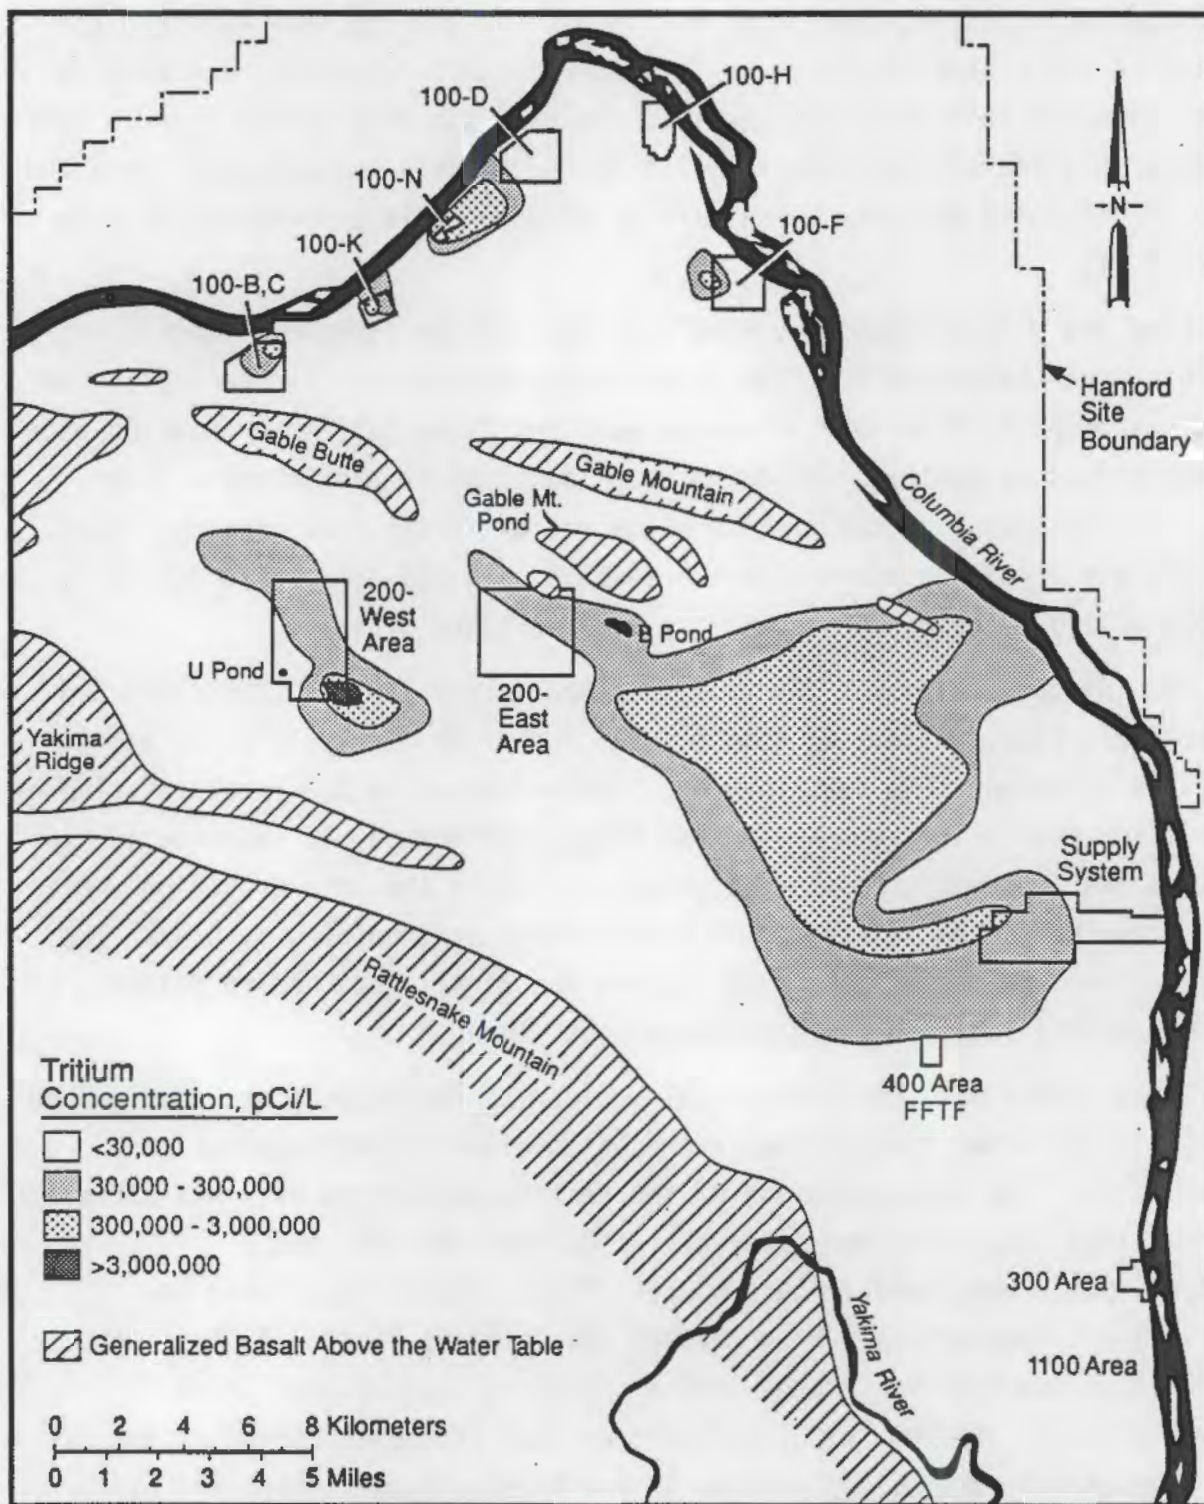 100-H
100-D
100-N
100-F
100-K
100-B,C
N
Hanford
Site
Boundary
Gable Butte
Gable Mountain
Gable Mt.
Pond
Columbia River
200-
West
Area
B Pond
U Pond
200-
East
Area
Yakima
Ridge
Supply
System
Rattlesnake Mountain
400 Area
FFTF
Tritium
Concentration, pCi/L
<30,000
30,000 - 300,000
300,000 - 3,000,000
>3,000,000
300 Area
Yakima River
Generalized Basalt Above the Water Table
1100 Area
0 2 4 6 8 Kilometers
0 1 2 3 4 5 Miles